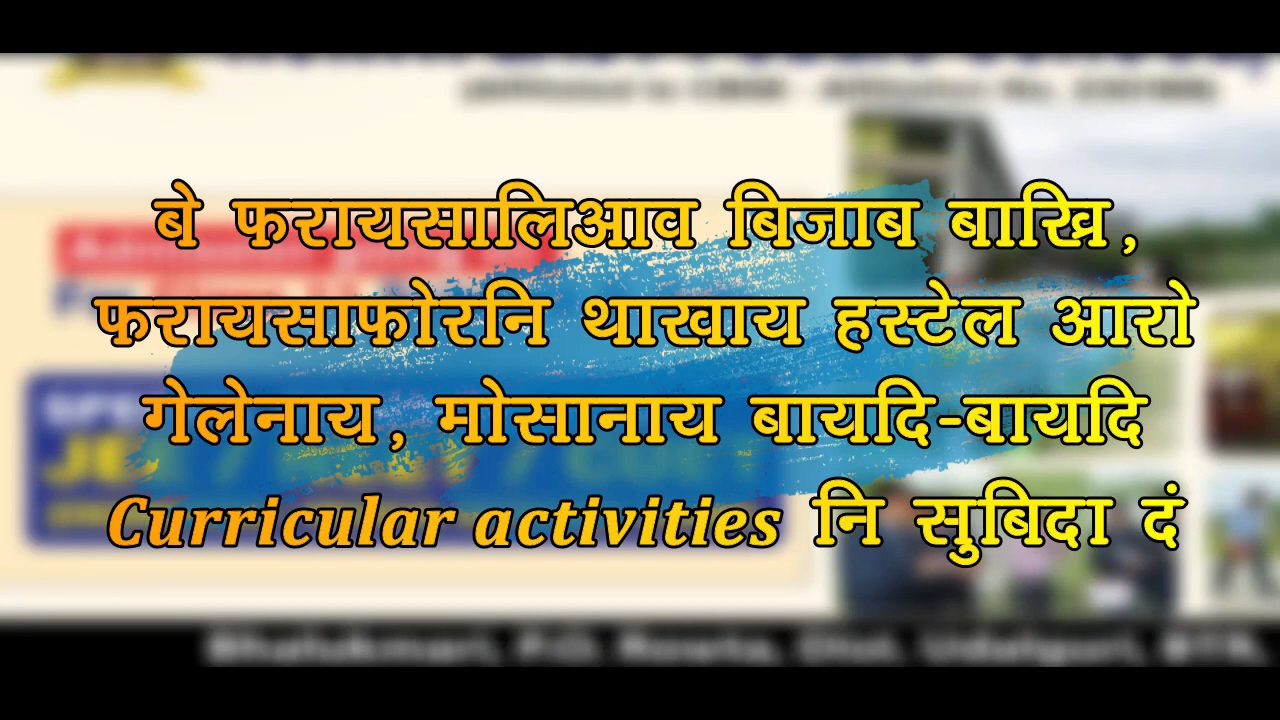 बे फरायसालिआव बिजाब बाख्रि,
फरायसाफोरनि थाखाय हस्टेल आरो
गेलेनाय, मोसानाय बायदि-बायदि
Curricular activities नि सुबिदा दं